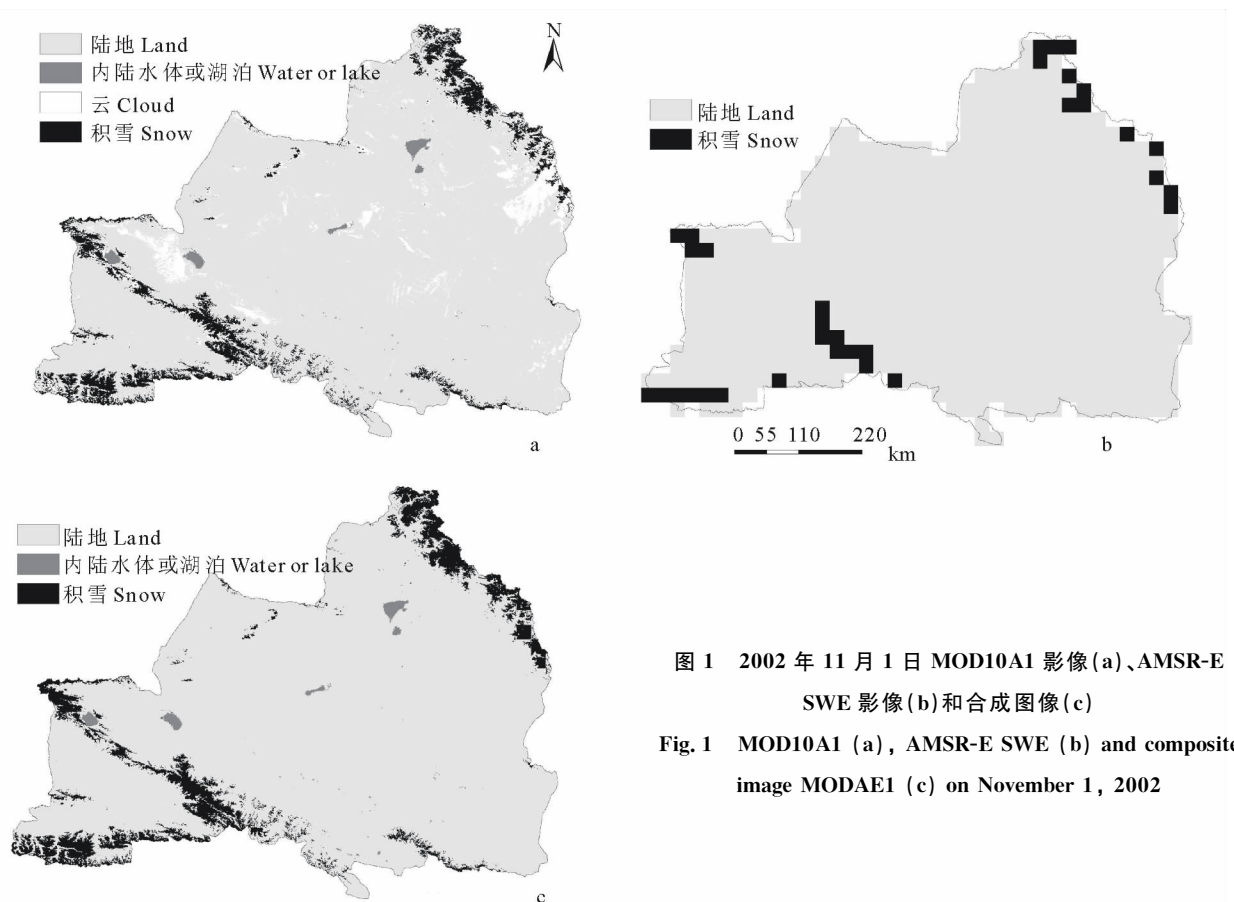 陆地 Land
内陆水体或湖泊 Water or lake
云 Cloud
积雪 Snow
N
a
陆地 Land
积雪 Snow
0 55 110 220
km
b
陆地 Land
内陆水体或湖泊 Water or lake
积雪 Snow
c
图 1 2002 年 11 月 1 日 MOD10A1 影像(a)、AMSR-E
SWE 影像(b)和合成图像(c)
Fig. 1 MOD10A1 (a), AMSR-E SWE (b) and composite
image MODAE1 (c) on November 1, 2002